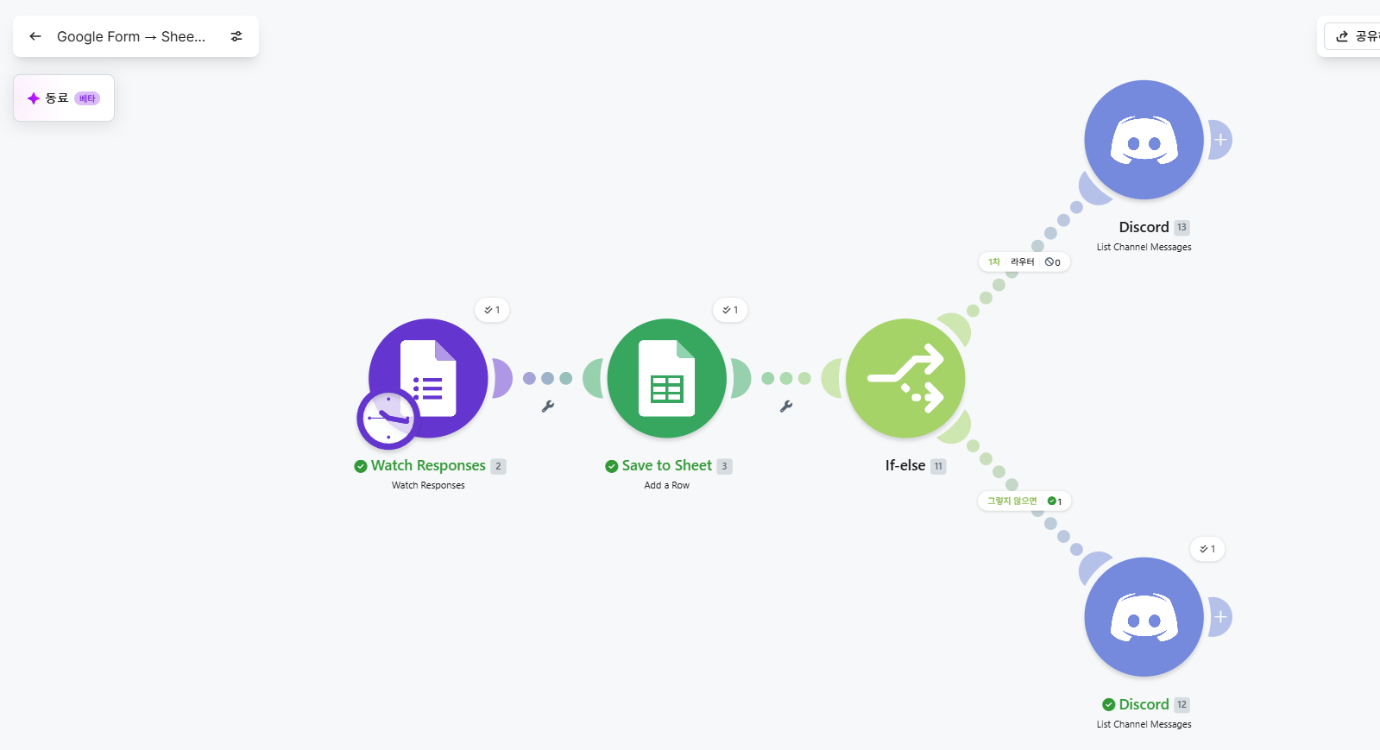 Google Form → Shee...
공유
동료 베타
Discord 13
List Channel Messages
1차 라우터 0
1
1
Watch Responses 2
Watch Responses
Save to Sheet 3
Add a Row
If-else 11
그렇지 않으면 1
1
Discord 12
List Channel Messages